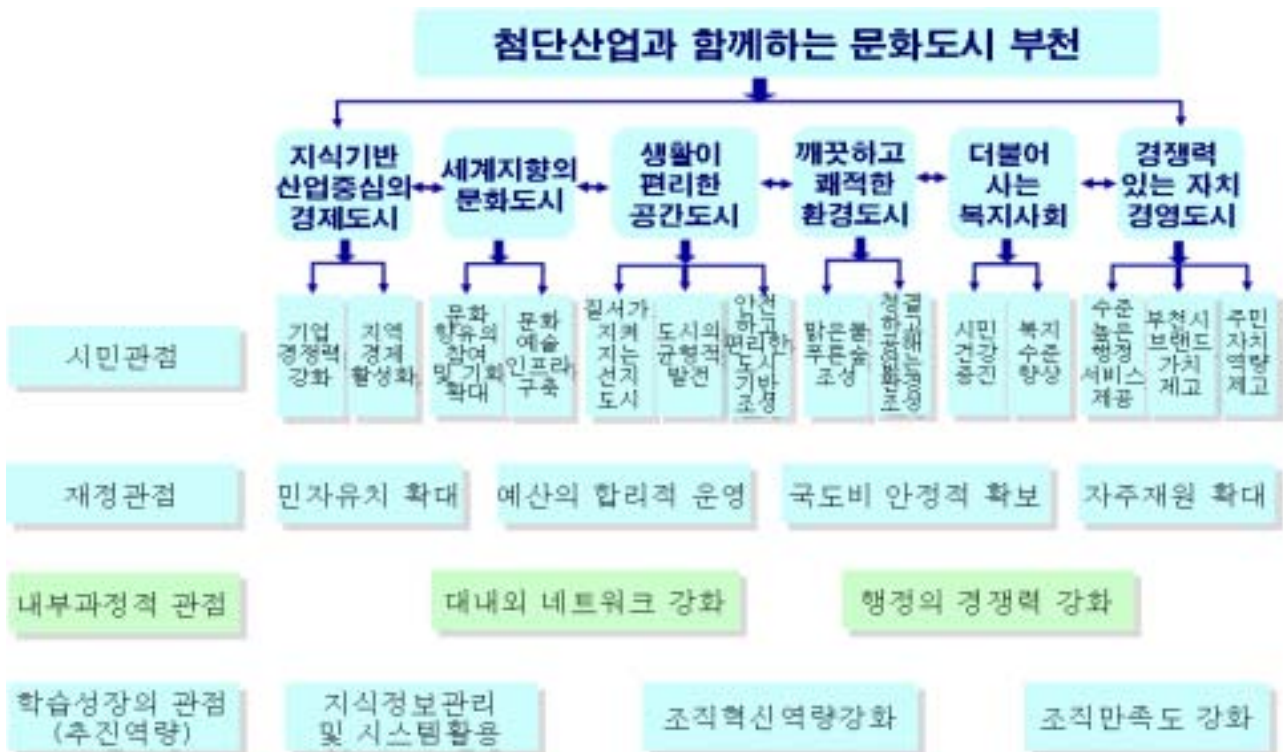 첨단산업과 함께하는 문화도시 부천
지식기반
산업중심의
경제도시
세계지향의
문화도시
생활이
편리한
공간도시
깨끗하고
쾌적한
환경도시
더불어
사는
복지사회
경쟁력
있는 자치
경영도시
시민관점
기업
경쟁력
강화
지역
경제
활성화
문화
향유의
참여
및 기회
확대
문화
예술
인프라
구축
질서가
지켜
지는
선지
도시
도시의
균형적
발전
안전
하고
편리한
도시
기반
조성
맑은물,
푸른숲
조성
청결
하고
환경
조성
시민
건강
증진
복지
수준
향상
수준
높은
행정
서비스
제공
부천시
브랜드
가치
제고
주민
자치
역량
제고
재정관점
민자유치 확대
예산의 합리적 운영
국도비 안정적 확보
자주재원 확대
내부과정적 관점
대내외 네트워크 강화
행정의 경쟁력 강화
학습성장의 관점
(추진역량)
지식정보관리
및 시스템활용
조직혁신역량강화
조직만족도 강화